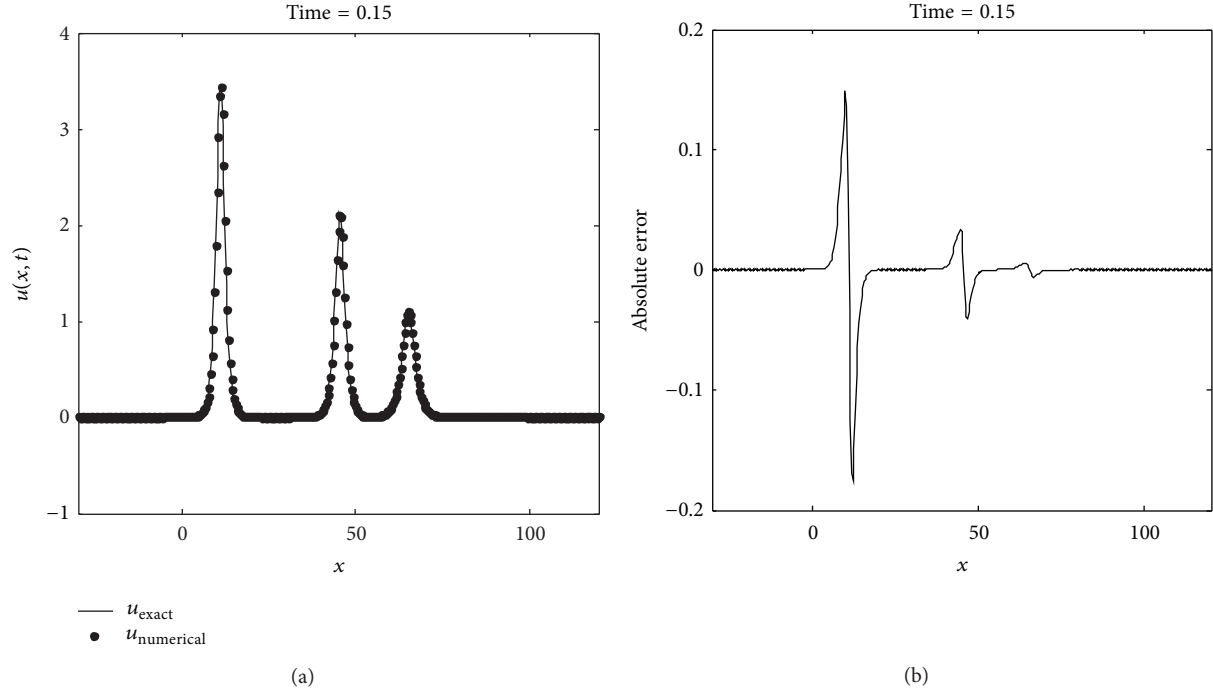 Time = 0.15
4
3
2
1
0
−1
u(x, t)
0
50
100
x
u_exact
u_numerical
(a)
Time = 0.15
0.2
0.1
0
−0.1
−0.2
Absolute error
0
50
100
x
(b)